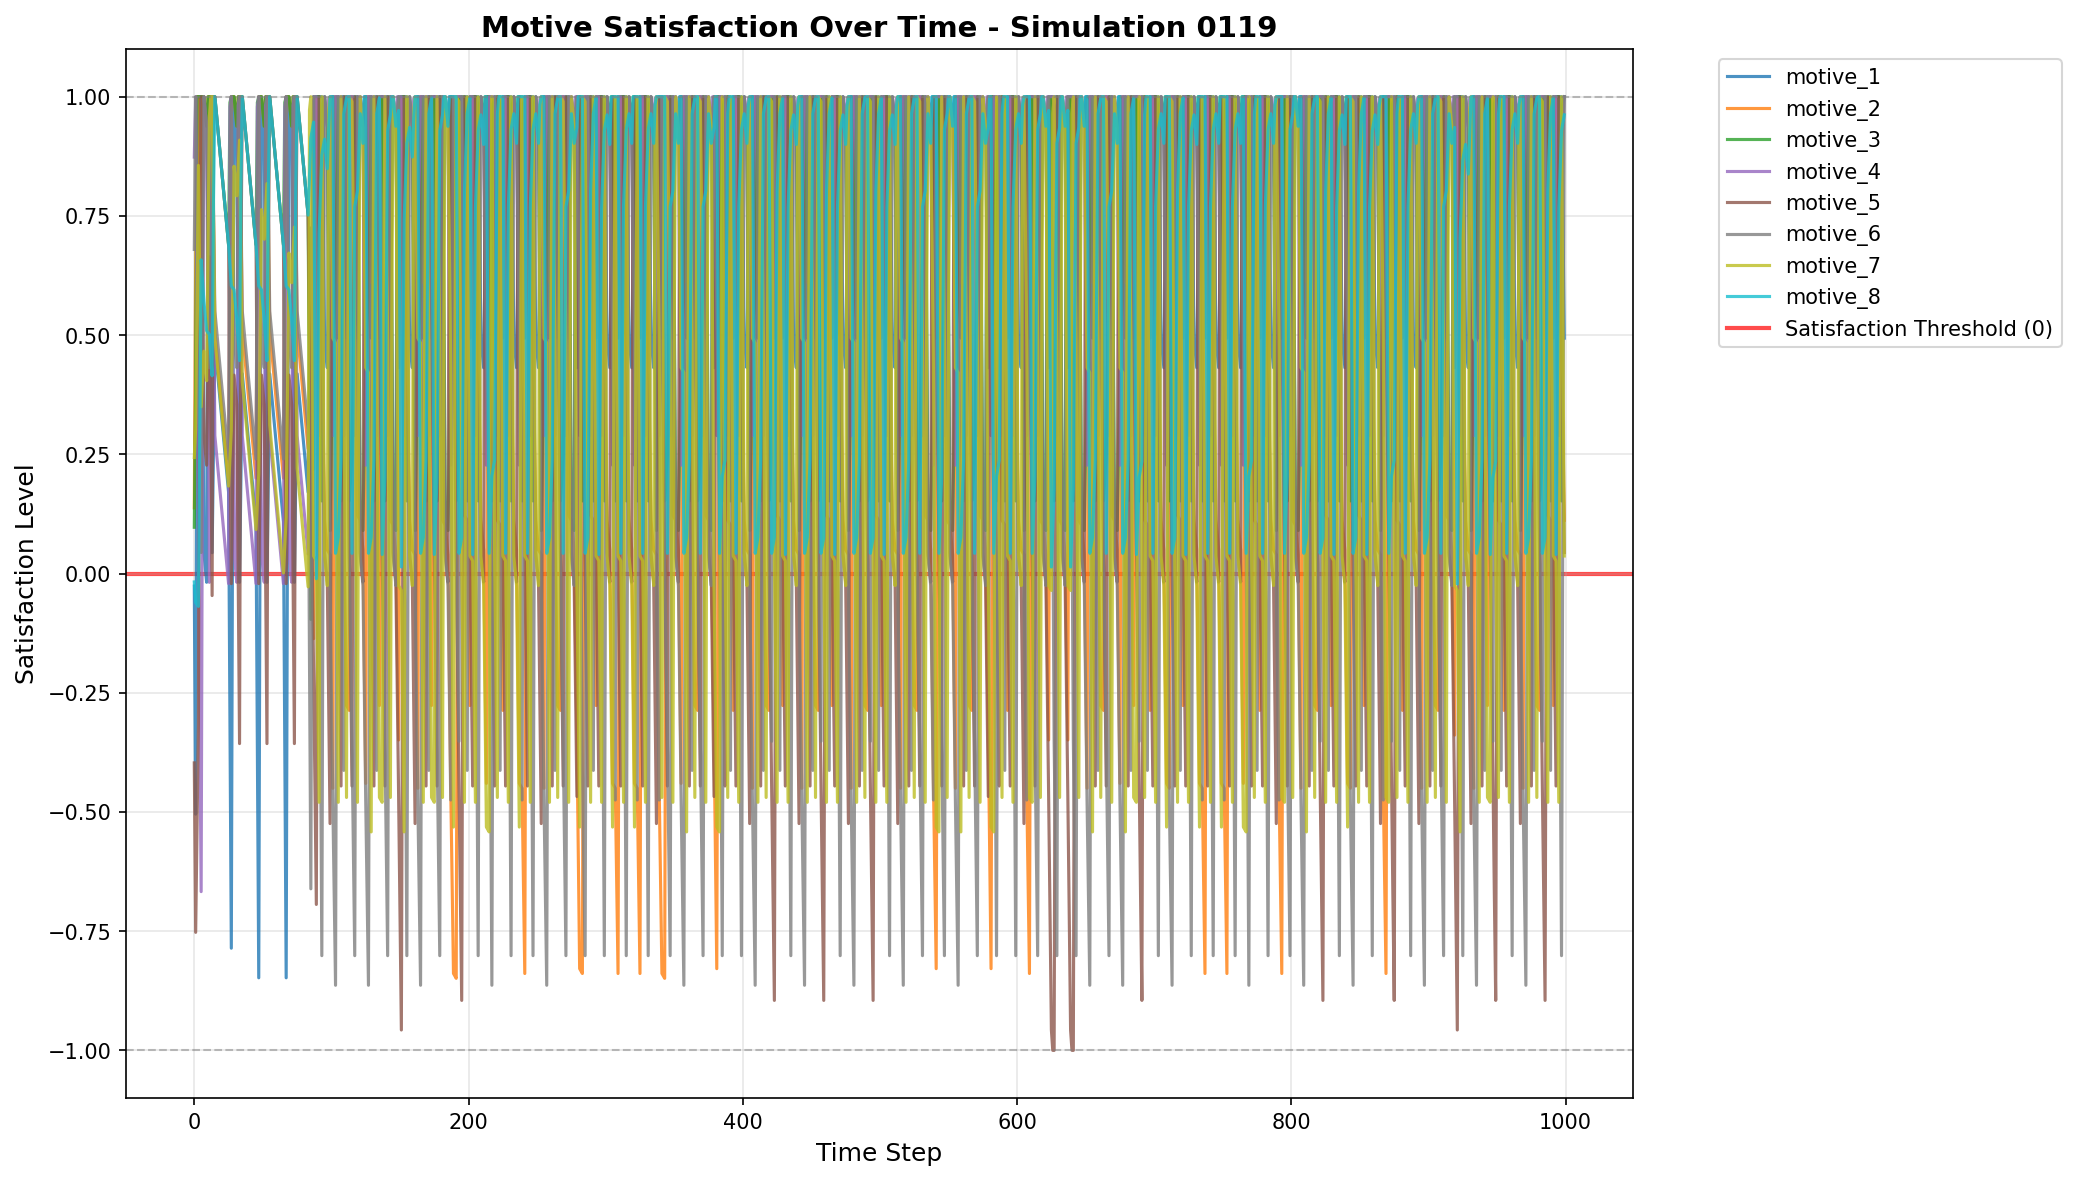 Motive Satisfaction Over Time - Simulation 0119
Satisfaction Level
1.00
0.75
0.50
0.25
0.00
−0.25
−0.50
−0.75
−1.00
0
200
400
600
800
1000
Time Step
motive_1
motive_2
motive_3
motive_4
motive_5
motive_6
motive_7
motive_8
Satisfaction Threshold (0)